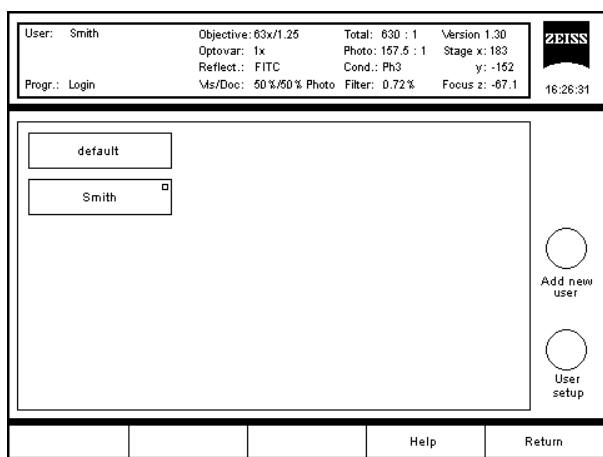 User: Smith Objective: 63x/1.25 Total: 630 : 1 Version 1.30
Optovar: 1x Photo: 157.5 : 1 Stage x: 183
Reflect.: FITC Cond.: Ph3 y: -152
Progr.: Login Vis/Doc: 50%/50% Photo Filter: 0.72% Focus z: -67.1
ZEISS
16:26:31
default
Smith
Add new
user
User
setup
Help Return